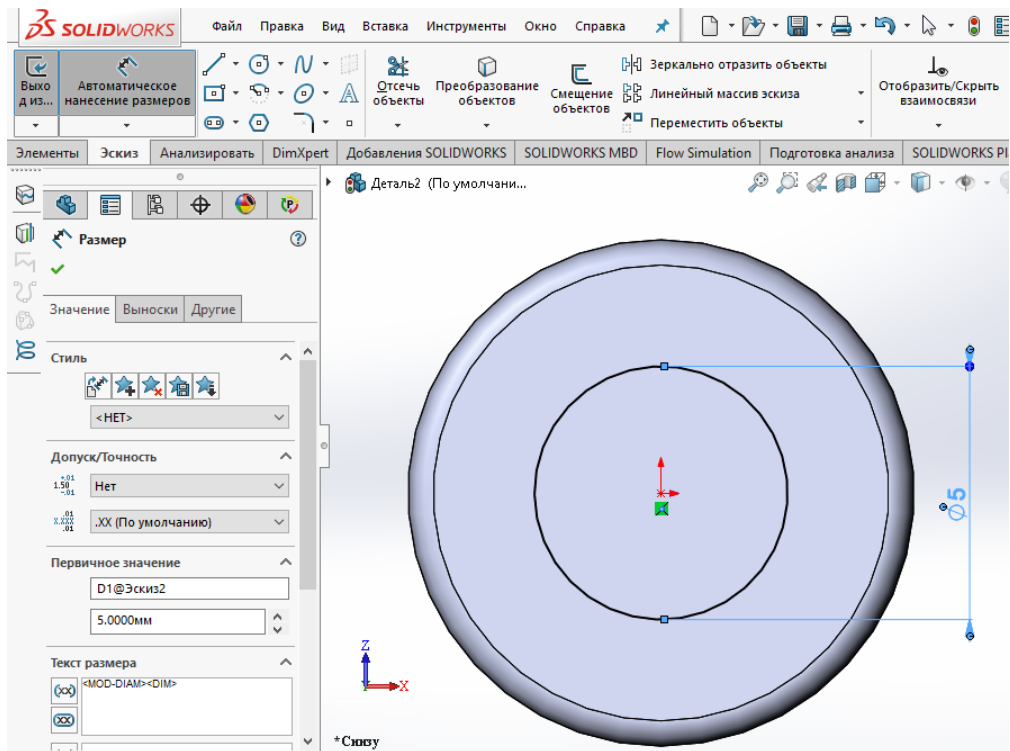 SOLIDWORKS
Файл Правка Вид Вставка Инструменты Окно Справка
Выхо
д из...
Автоматическое
нанесение размеров
Отсечь
объекты
Преобразование
объектов
Смещение
объектов
Зеркально отразить объекты
Линейный массив эскиза
Переместить объекты
Отобразить/Скрыть
взаимосвязи
Элементы Эскиз Анализировать DimXpert Добавления SOLIDWORKS SOLIDWORKS MBD Flow Simulation Подготовка анализа SOLIDWORKS Pl
Деталь2 (По умолчани...
Размер
Значение Выноски Другие
Стиль
<НЕТ>
Допуск/Точность
Нет
.XX (По умолчанию)
Первичное значение
D1@Эскиз2
5.0000мм
Текст размера
<MOD-DIAM><DIM>
∅5
Z
X
*Снизу